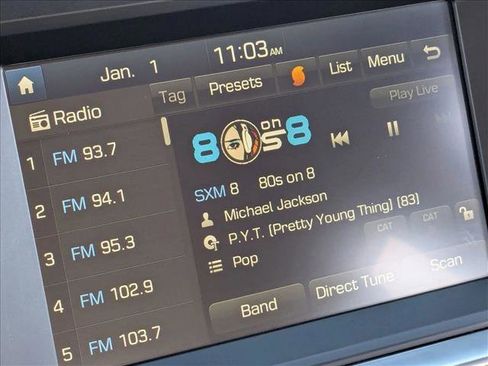 Jan. 1 11:03 AM
Radio Tag Presets List Menu
Play Live
1 FM 93.7
2 FM 94.1
3 FM 95.3
4 FM 102.9
5 FM 103.7
80s on 8
SXM 8 80s on 8
Michael Jackson
P.Y.T. (Pretty Young Thing) (83)
CAT CAT
Pop
Band Direct Tune Scan